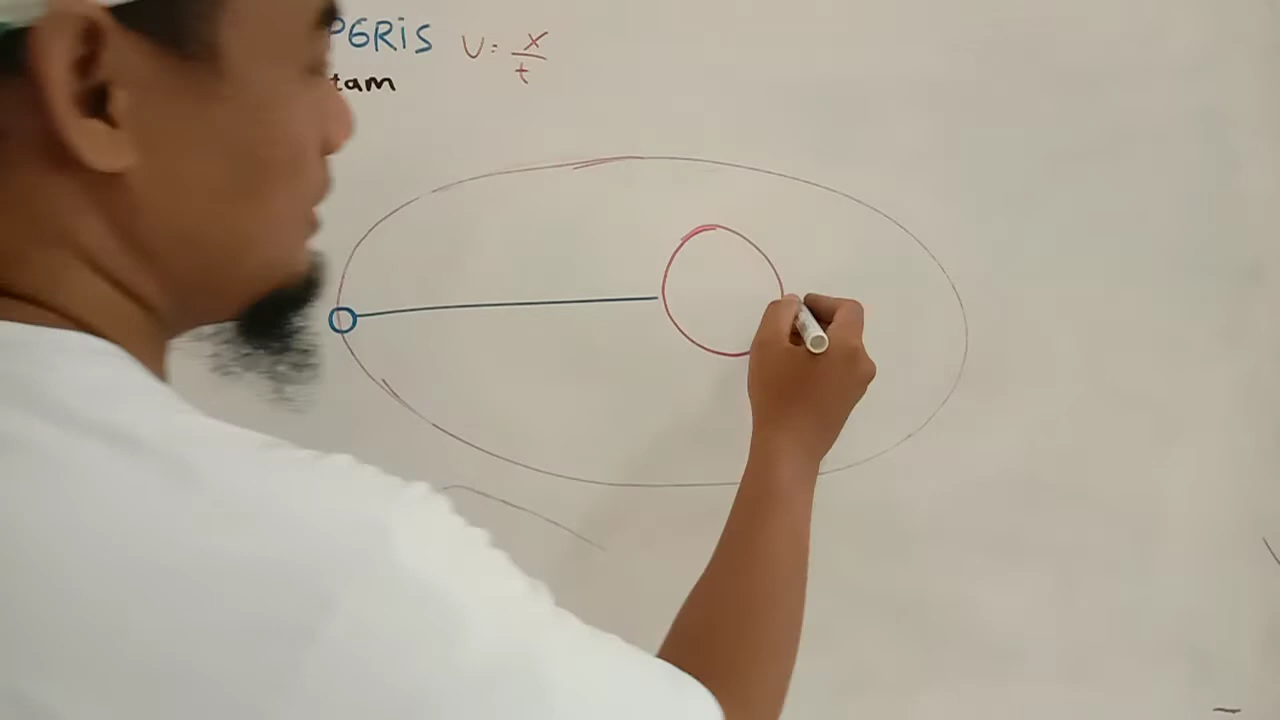 PGRIS
v = x/t
tam